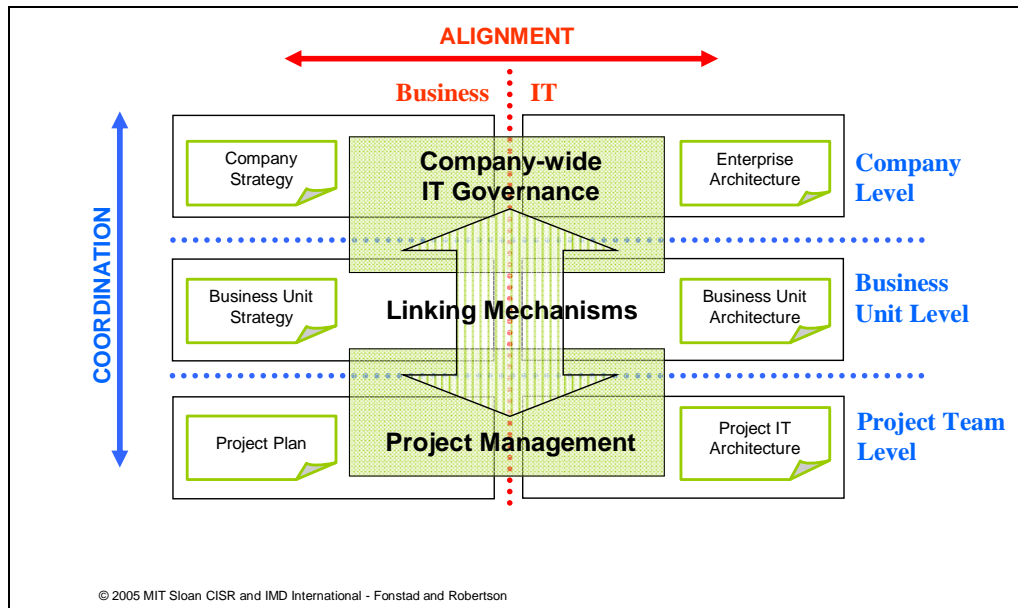 ALIGNMENT
Business IT
COORDINATION
Company
Strategy
Company-wide
IT Governance
Enterprise
Architecture
Company
Level
Business Unit
Strategy
Linking Mechanisms
Business Unit
Architecture
Business
Unit Level
Project Plan
Project Management
Project IT
Architecture
Project Team
Level
© 2005 MIT Sloan CISR and IMD International - Fonstad and Robertson